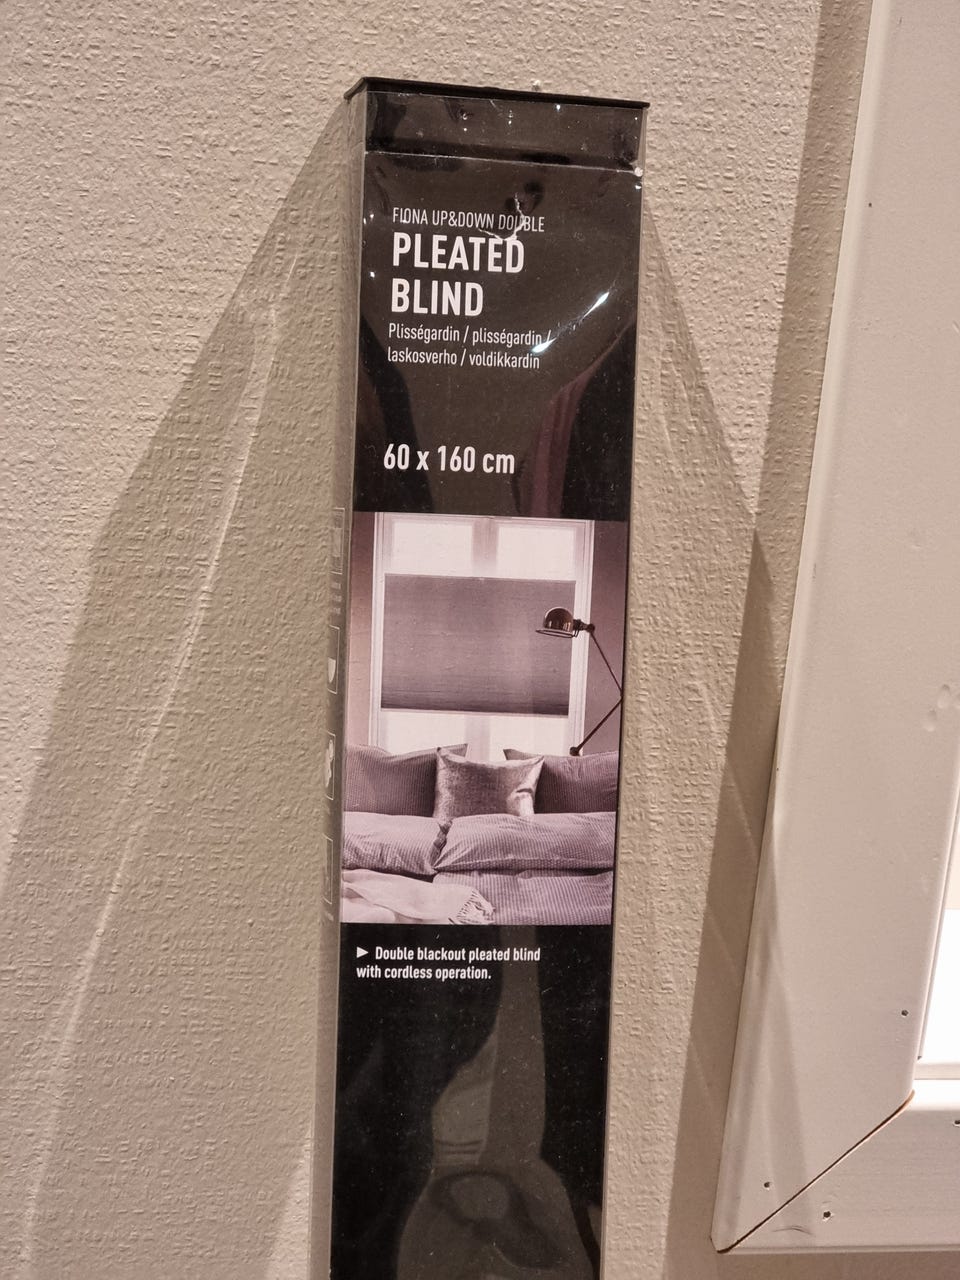 FIONA UP&DOWN DOUBLE
PLEATED
BLIND
Plisségardin / plisségardin /
laskosverho / voldikkardin
60 x 160 cm
► Double blackout pleated blind
with cordless operation.